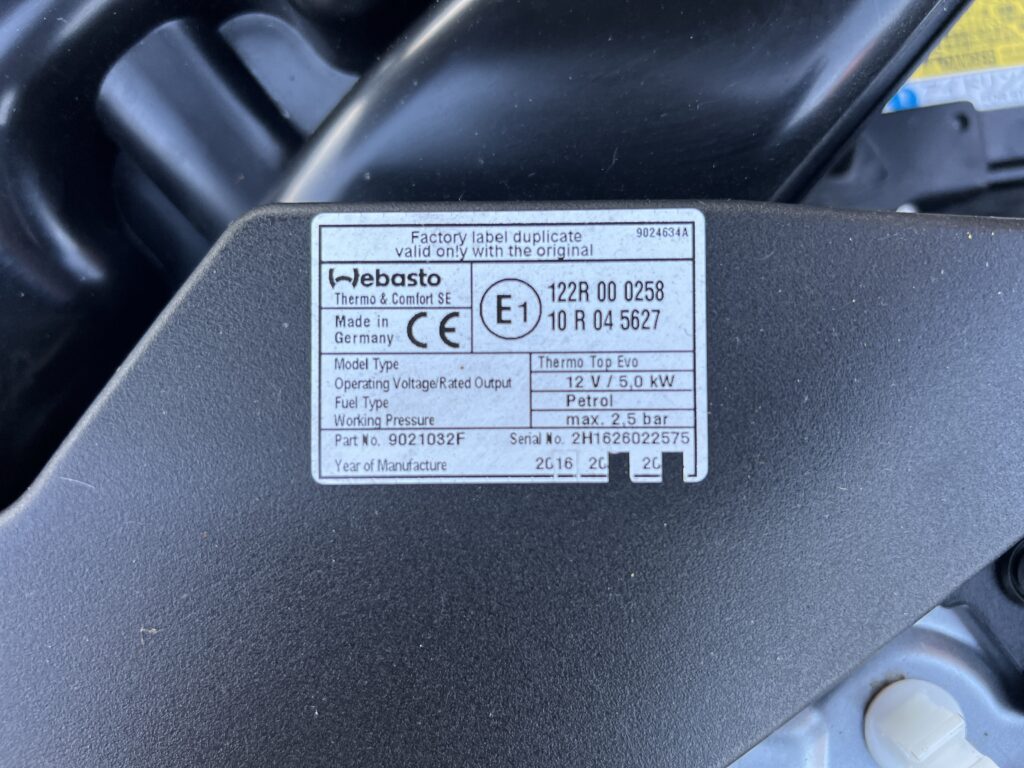 Factory label duplicate
valid only with the original
9024634A
Webasto
Thermo & Comfort SE
Made in
Germany
CE
E1
122R 00 0258
10 R 04 5627
Model Type Thermo Top Evo
Operating Voltage/Rated Output 12 V / 5,0 kW
Fuel Type Petrol
Working Pressure max. 2,5 bar
Part No. 9021032F Serial No. 2H1626022575
Year of Manufacture 2016 20 20